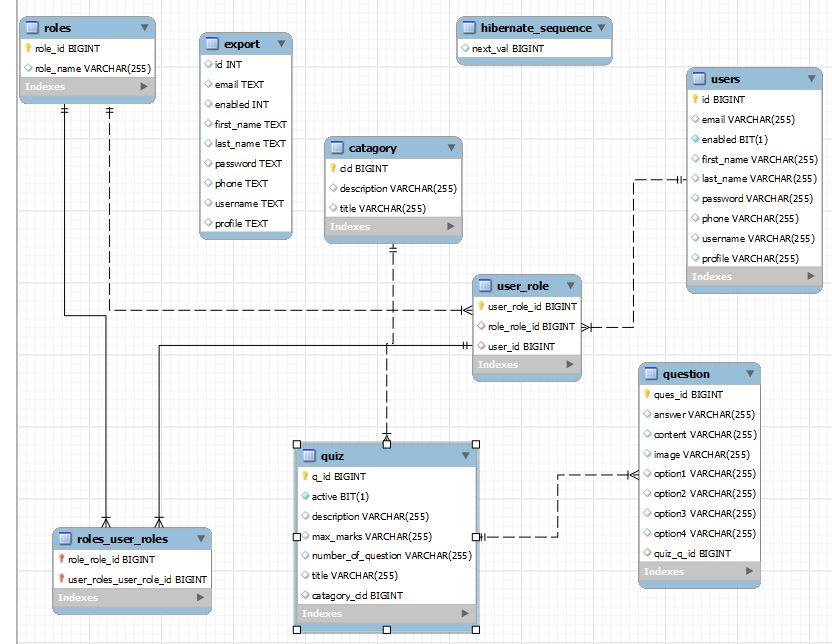 roles
role_id BIGINT
role_name VARCHAR(255)
Indexes
export
id INT
email TEXT
enabled INT
first_name TEXT
last_name TEXT
password TEXT
phone TEXT
username TEXT
profile TEXT
hibernate_sequence
next_val BIGINT
users
id BIGINT
email VARCHAR(255)
enabled BIT(1)
first_name VARCHAR(255)
last_name VARCHAR(255)
password VARCHAR(255)
phone VARCHAR(255)
username VARCHAR(255)
profile VARCHAR(255)
Indexes
catagory
cid BIGINT
description VARCHAR(255)
title VARCHAR(255)
Indexes
user_role
user_role_id BIGINT
role_role_id BIGINT
user_id BIGINT
Indexes
question
ques_id BIGINT
answer VARCHAR(255)
content VARCHAR(255)
image VARCHAR(255)
option1 VARCHAR(255)
option2 VARCHAR(255)
option3 VARCHAR(255)
option4 VARCHAR(255)
quiz_q_id BIGINT
Indexes
quiz
q_id BIGINT
active BIT(1)
description VARCHAR(255)
max_marks VARCHAR(255)
number_of_question VARCHAR(255)
title VARCHAR(255)
catagory_cid BIGINT
Indexes
roles_user_roles
role_role_id BIGINT
user_roles_user_role_id BIGINT
Indexes